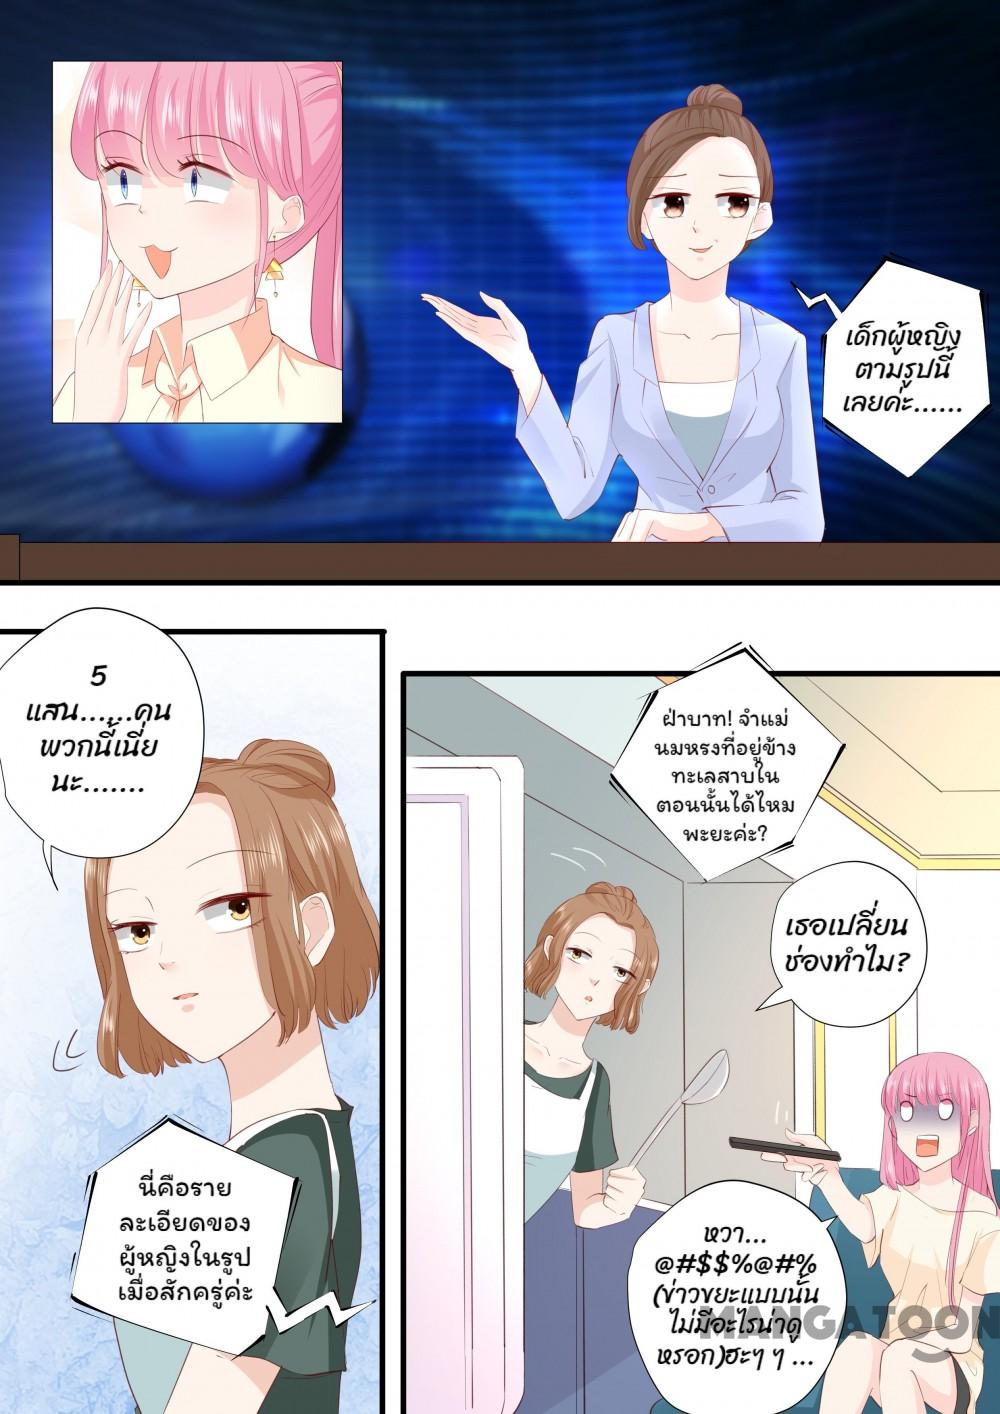 เด็กผู้หญิง
ตามรูปนี้
เลยค่ะ......
5
แสน......คน
พวกนี้เนี่ย
นะ.......
ฝ่าบาท! จำแม่
นมหรงที่อยู่ข้าง
ทะเลสาบใน
ตอนนั้นได้ไหม
พะยะค่ะ?
เธอเปลี่ยน
ช่องทำไม?
นี่คือราย
ละเอียดของ
ผู้หญิงในรูป
เมื่อสักครู่ค่ะ
หวา...
@#$$%@#%
(ข่าวขยะแบบนั้น
ไม่มีอะไรน่าดู
หรอก)ฮะๆ ๆ ...
MANGATOON